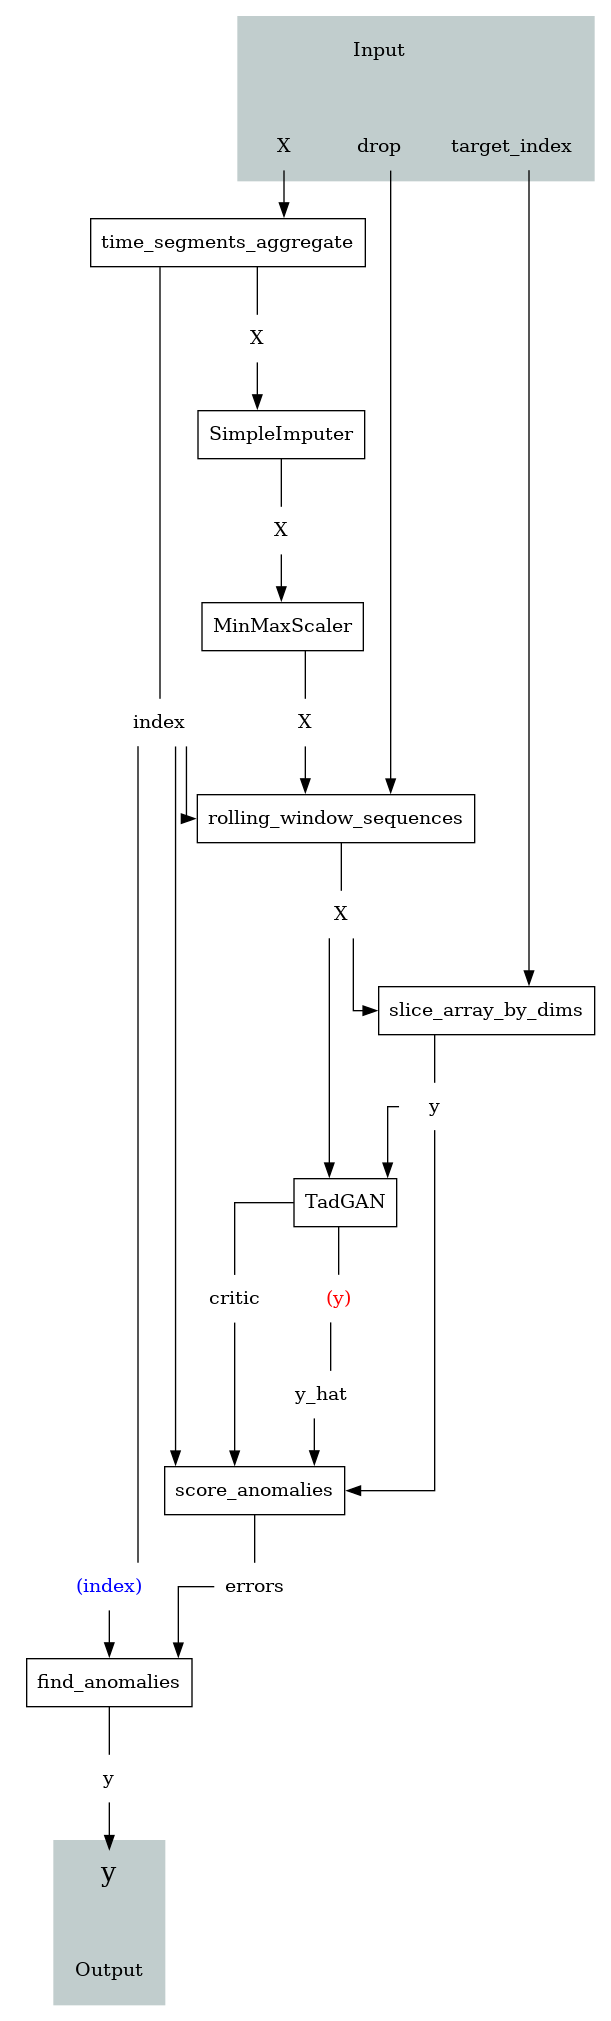 Input
X drop target_index
time_segments_aggregate
X
SimpleImputer
X
MinMaxScaler
index X
rolling_window_sequences
X
slice_array_by_dims
y
TadGAN
critic (y)
y_hat
score_anomalies
(index) errors
find_anomalies
y
y
Output